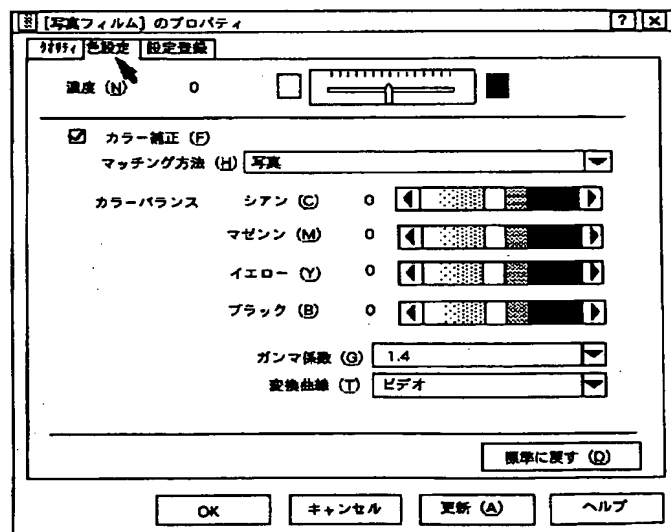 [写真フィルム] のプロパティ ? ×
クオリティ 色設定 設定登録
濃度 (N) 0
カラー補正 (F)
マッチング方法 (H) 写真
カラーバランス シアン (C) 0
マゼンン (M) 0
イエロー (Y) 0
ブラック (B) 0
ガンマ係数 (G) 1.4
変換曲線 (T) ビデオ
標準に戻す (D)
OK キャンセル 更新 (A) ヘルプ